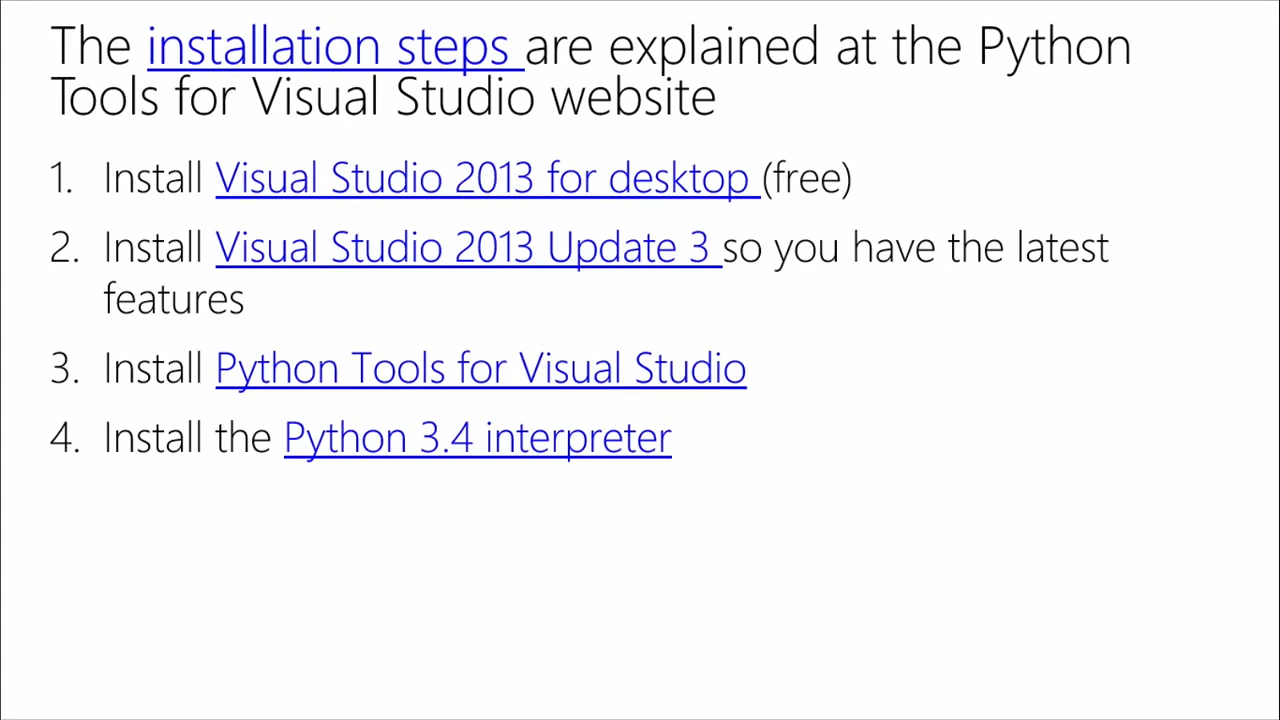 The installation steps are explained at the Python
Tools for Visual Studio website
1. Install Visual Studio 2013 for desktop (free)
2. Install Visual Studio 2013 Update 3 so you have the latest
features
3. Install Python Tools for Visual Studio
4. Install the Python 3.4 interpreter